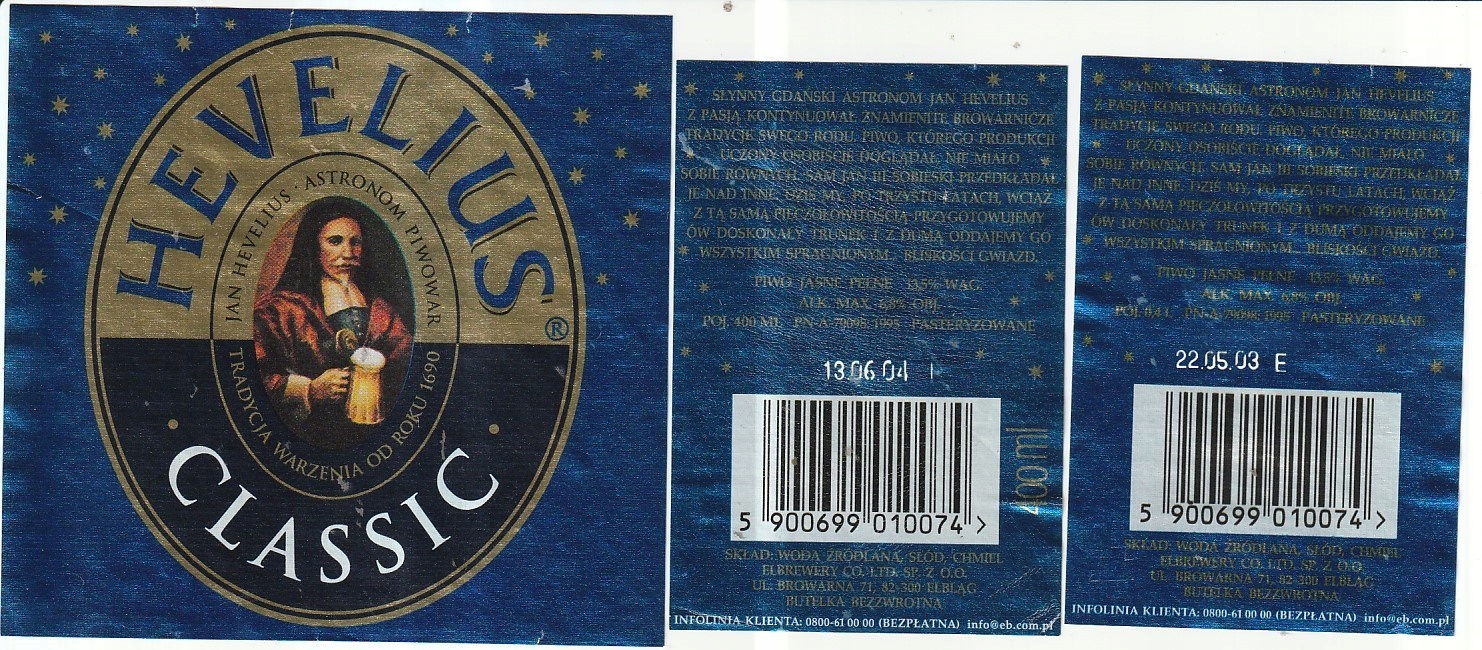 HEVELIUS®
JAN HEVELIUS · ASTRONOM PIWOWAR
TRADYCJA WARZENIA OD ROKU 1690
· CLASSIC ·
SŁYNNY GDAŃSKI ASTRONOM JAN HEVELIUS
Z PASJĄ KONTYNUOWAŁ ZNAMIENITE BROWARNICZE
TRADYCJE SWEGO RODU. PIWO, KTÓREGO PRODUKCJI
UCZONY OSOBIŚCIE DOGLĄDAŁ, NIE MIAŁO
SOBIE RÓWNYCH. SAM JAN III SOBIESKI PRZEDKŁADAŁ
JE NAD INNE. DZIŚ MY, PO TRZYSTU LATACH, WCIĄŻ
Z TĄ SAMĄ PIECZOŁOWITOŚCIĄ PRZYGOTOWUJEMY
ÓW DOSKONAŁY TRUNEK I Z DUMĄ ODDAJEMY GO
WSZYSTKIM SPRAGNIONYM... BLISKOŚCI GWIAZD.
PIWO JASNE PEŁNE 13,5% WAG.
ALK. MAX. 6,8% OBJ.
POJ. 400 ML PN-A-79098:1995 PASTERYZOWANE
13.06.04 I
5 900699 010074 >
400ml
SKŁAD: WODA ŹRÓDLANA, SŁÓD, CHMIEL
ELBREWERY CO. LTD. SP. Z O.O.
UL. BROWARNA 71, 82-300 ELBLĄG
BUTELKA BEZZWROTNA
INFOLINIA KLIENTA: 0800-61 00 00 (BEZPŁATNA) info@eb.com.pl
SŁYNNY GDAŃSKI ASTRONOM JAN HEVELIUS
Z PASJĄ KONTYNUOWAŁ ZNAMIENITE BROWARNICZE
TRADYCJE SWEGO RODU. PIWO, KTÓREGO PRODUKCJI
UCZONY OSOBIŚCIE DOGLĄDAŁ, NIE MIAŁO
SOBIE RÓWNYCH. SAM JAN III SOBIESKI PRZEDKŁADAŁ
JE NAD INNE. DZIŚ MY, PO TRZYSTU LATACH, WCIĄŻ
Z TĄ SAMĄ PIECZOŁOWITOŚCIĄ PRZYGOTOWUJEMY
ÓW DOSKONAŁY TRUNEK I Z DUMĄ ODDAJEMY GO
WSZYSTKIM SPRAGNIONYM... BLISKOŚCI GWIAZD.
PIWO JASNE PEŁNE 13,5% WAG.
ALK. MAX. 6,8% OBJ.
POJ. 0,4 L PN-A-79098:1995 PASTERYZOWANE
22.05.03 E
5 900699 010074 >
SKŁAD: WODA ŹRÓDLANA, SŁÓD, CHMIEL
ELBREWERY CO. LTD. SP. Z O.O.
UL. BROWARNA 71, 82-300 ELBLĄG
BUTELKA BEZZWROTNA
INFOLINIA KLIENTA: 0800-61 00 00 (BEZPŁATNA) info@eb.com.pl